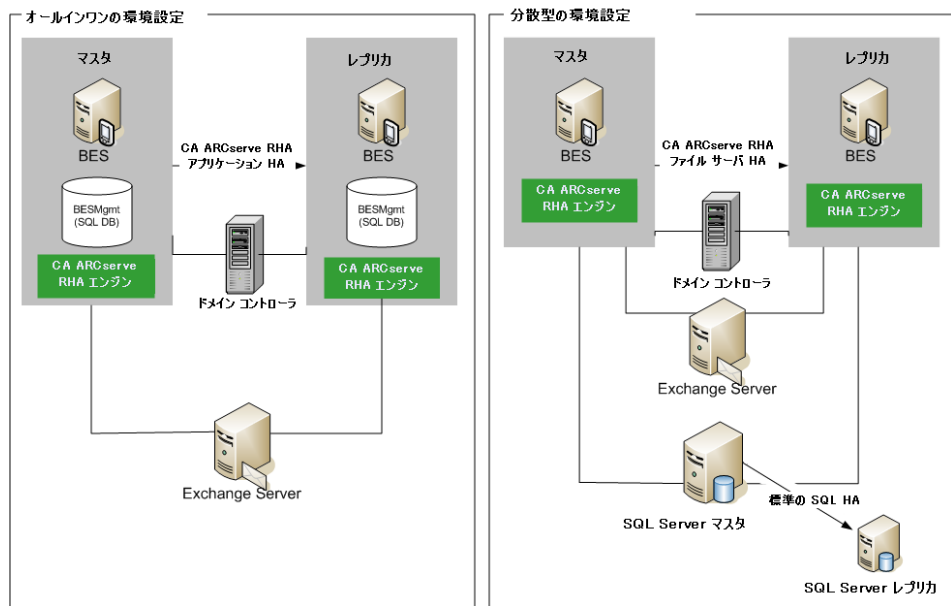 オールインワンの環境設定
マスタ
レプリカ
BES
BES
CA ARCserve RHA
アプリケーション HA
BESMgmt
(SQL DB)
BESMgmt
(SQL DB)
CA ARCserve
RHA エンジン
CA ARCserve
RHA エンジン
ドメイン コントローラ
Exchange Server
分散型の環境設定
マスタ
レプリカ
BES
BES
CA ARCserve RHA
ファイル サーバ HA
CA ARCserve
RHA エンジン
CA ARCserve
RHA エンジン
ドメイン コントローラ
Exchange Server
標準の SQL HA
SQL Server マスタ
SQL Server レプリカ